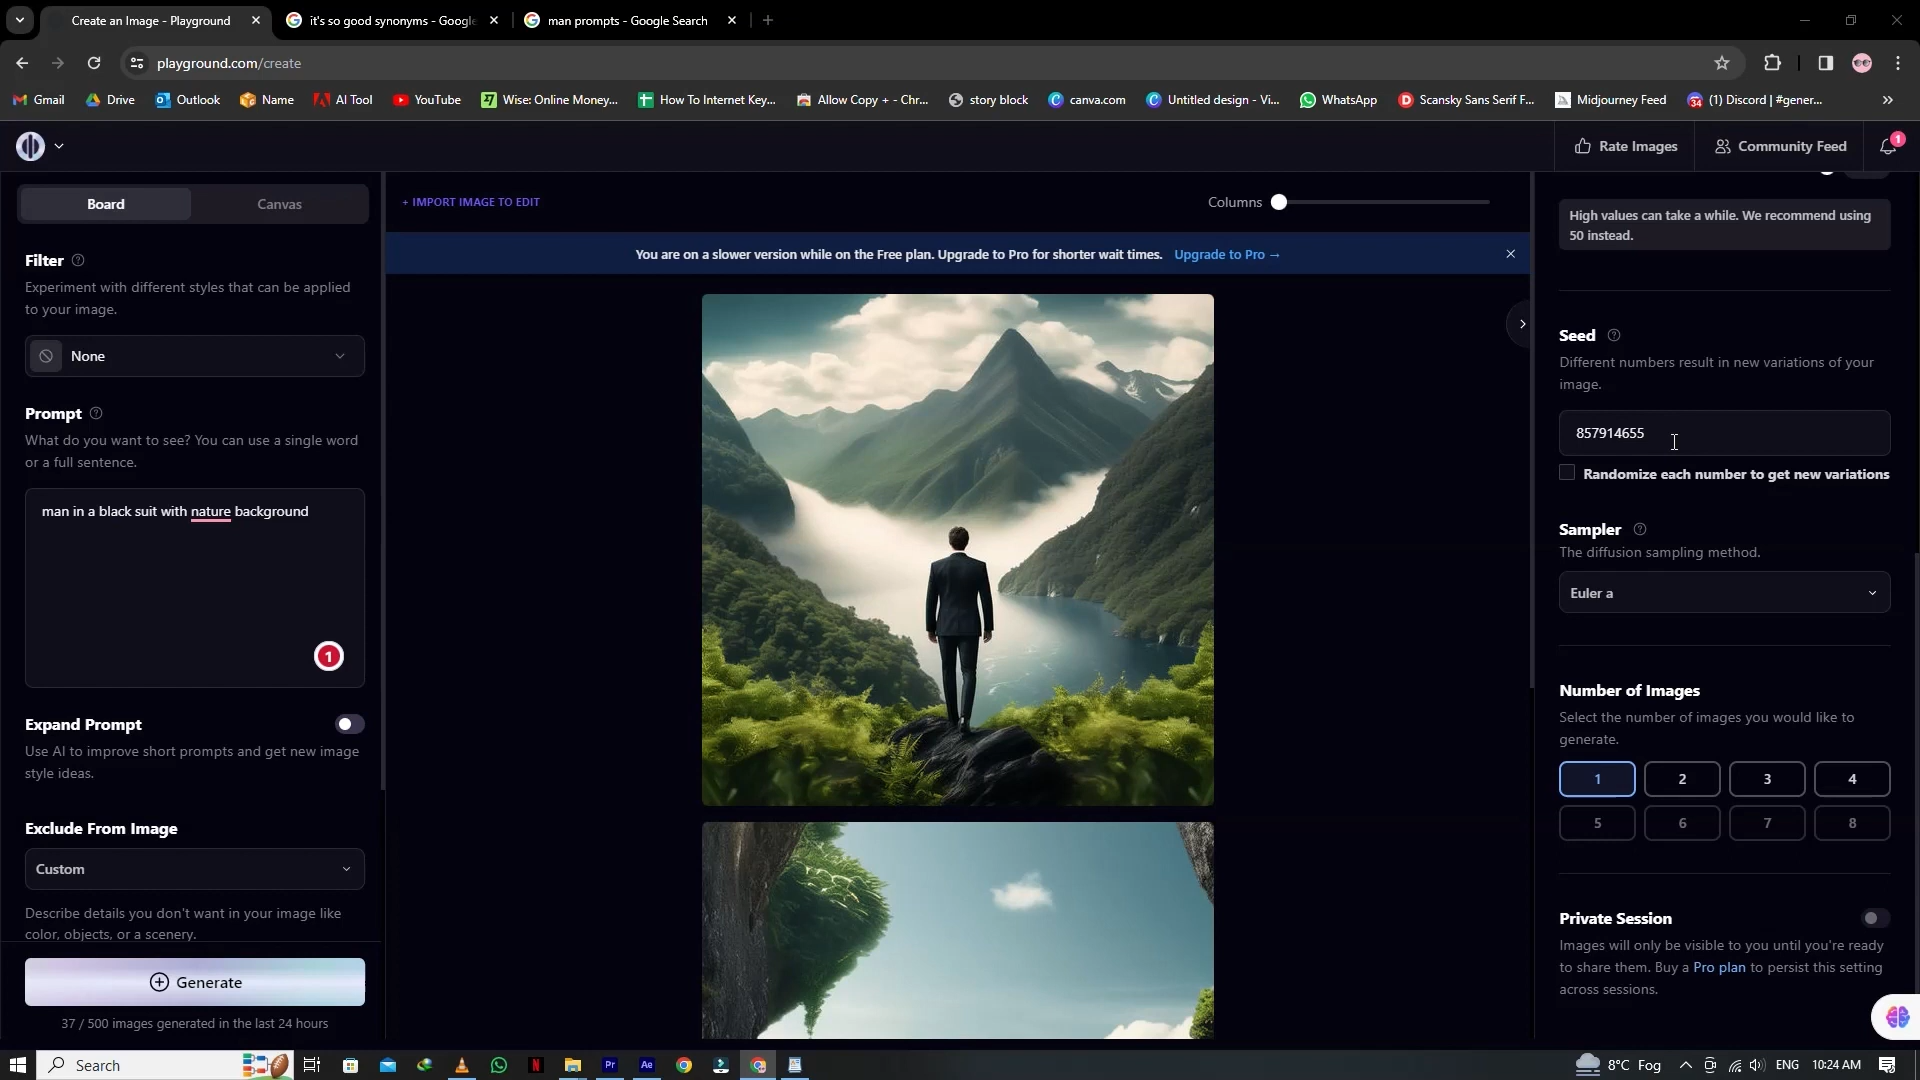 Create an Image - Playground
it's so good synonyms - Google
man prompts - Google Search
playground.com/create
Gmail
Drive
Outlook
Name
AI Tool
YouTube
Wise: Online Money...
How To Internet Key...
Allow Copy + - Chr...
story block
canva.com
Untitled design - Vi...
WhatsApp
Scansky Sans Serif F...
Midjourney Feed
(1) Discord | #gener...
Rate Images
Community Feed
1
Board
Canvas
Filter
Experiment with different styles that can be applied
to your image.
None
Prompt
What do you want to see? You can use a single word
or a full sentence.
man in a black suit with nature background
1
Expand Prompt
Use AI to improve short prompts and get new image
style ideas.
Exclude From Image
Custom
Describe details you don't want in your image like
color, objects, or a scenery.
Generate
37 / 500 images generated in the last 24 hours
+ IMPORT IMAGE TO EDIT
Columns
You are on a slower version while on the Free plan. Upgrade to Pro for shorter wait times. Upgrade to Pro →
High values can take a while. We recommend using
50 instead.
Seed
Different numbers result in new variations of your
image.
857914655
Randomize each number to get new variations
Sampler
The diffusion sampling method.
Euler a
Number of Images
Select the number of images you would like to
generate.
1 2 3 4
5 6 7 8
Private Session
Images will only be visible to you until you're ready
to share them. Buy a Pro plan to persist this setting
across sessions.
Search
Pr
Ae
8°C Fog
ENG
10:24 AM